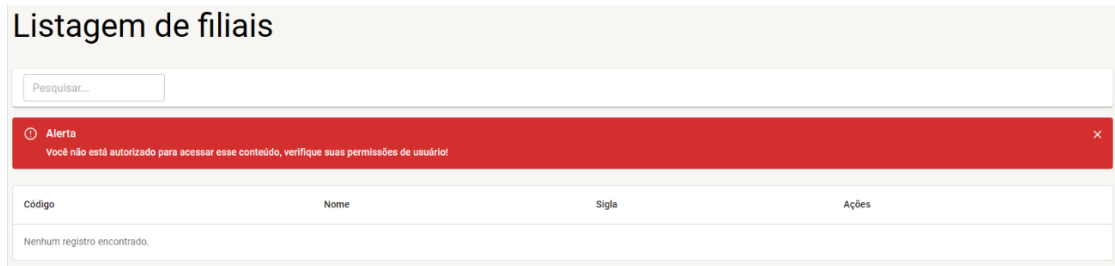 Listagem de filiais
Pesquisar...
Alerta
Você não está autorizado para acessar esse conteúdo, verifique suas permissões de usuário!
Código Nome Sigla Ações
Nenhum registro encontrado.